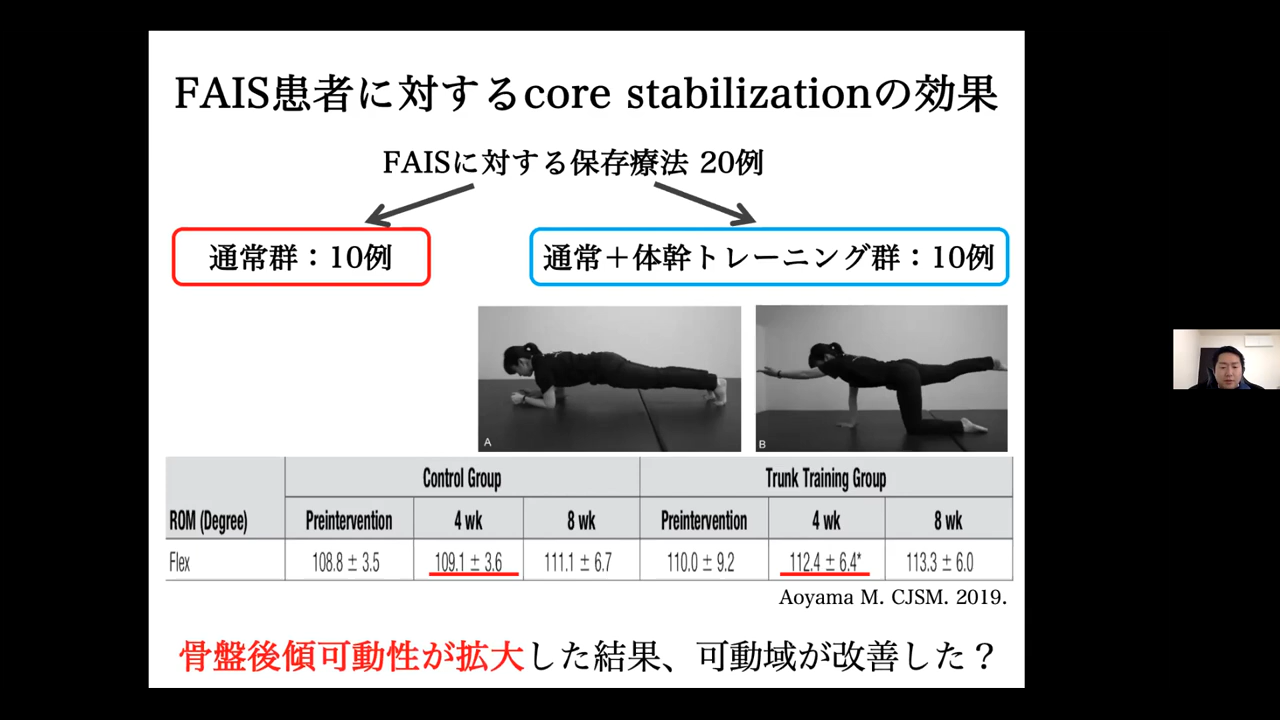 FAIS患者に対するcore stabilizationの効果
FAISに対する保存療法 20例
通常群：10例
通常＋体幹トレーニング群：10例
A
B
Control Group Trunk Training Group
ROM (Degree) Preintervention 4 wk 8 wk Preintervention 4 wk 8 wk
Flex 108.8 ± 3.5 109.1 ± 3.6 111.1 ± 6.7 110.0 ± 9.2 112.4 ± 6.4* 113.3 ± 6.0
Aoyama M. CJSM. 2019.
骨盤後傾可動性が拡大した結果、可動域が改善した？